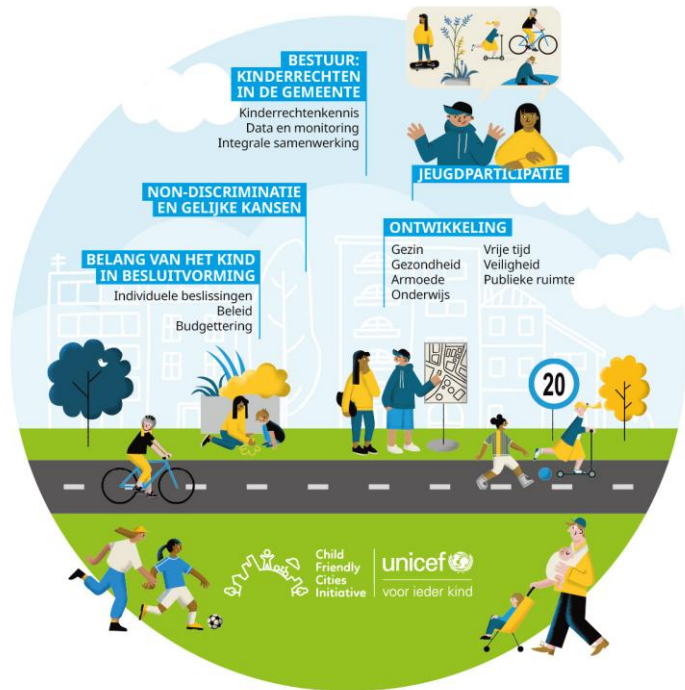 BESTUUR:
KINDERRECHTEN
IN DE GEMEENTE
Kinderrechtenkennis
Data en monitoring
Integrale samenwerking
JEUGDPARTICIPATIE
NON-DISCRIMINATIE
EN GELIJKE KANSEN
ONTWIKKELING
Gezin
Gezondheid
Armoede
Onderwijs
Vrije tijd
Veiligheid
Publieke ruimte
BELANG VAN HET KIND
IN BESLUITVORMING
Individuele beslissingen
Beleid
Budgettering
20
Child
Friendly
Cities
Initiative
unicef
voor ieder kind